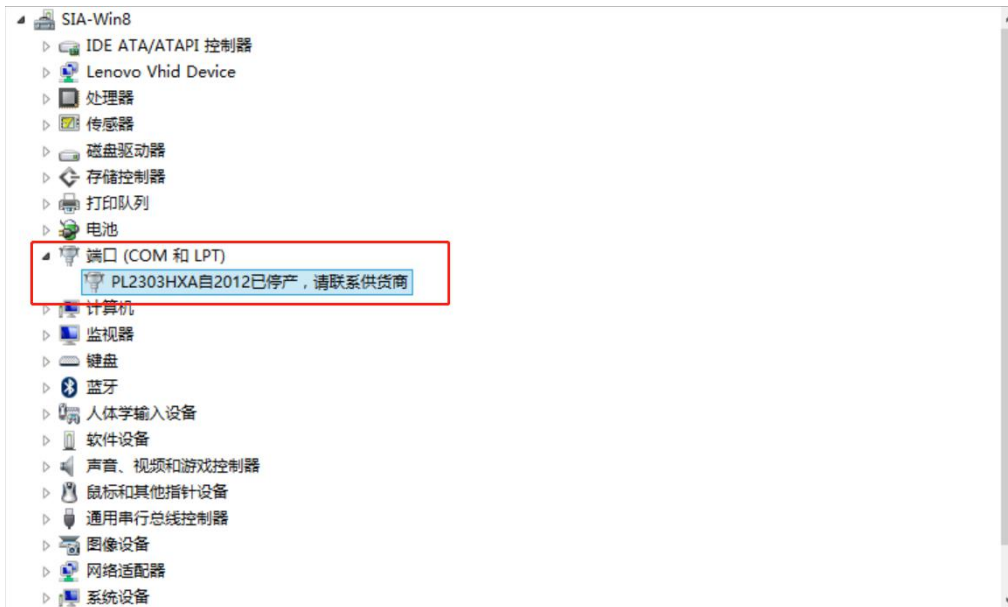 SIA-Win8
IDE ATA/ATAPI 控制器
Lenovo Vhid Device
处理器
传感器
磁盘驱动器
存储控制器
打印队列
电池
端口 (COM 和 LPT)
PL2303HXA自2012已停产，请联系供货商
计算机
监视器
键盘
蓝牙
人体学输入设备
软件设备
声音、视频和游戏控制器
鼠标和其他指针设备
通用串行总线控制器
图像设备
网络适配器
系统设备